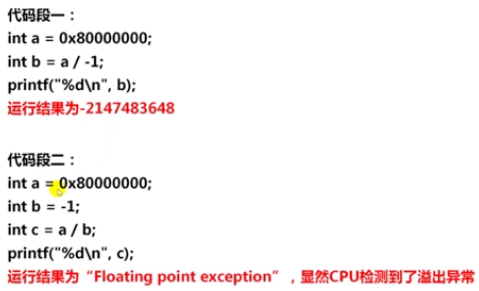 代码段一：
int a = 0x80000000;
int b = a / -1;
printf("%d\n", b);
运行结果为-2147483648
代码段二：
int a = 0x80000000;
int b = -1;
int c = a / b;
printf("%d\n", c);
运行结果为“Floating point exception”，显然CPU检测到了溢出异常